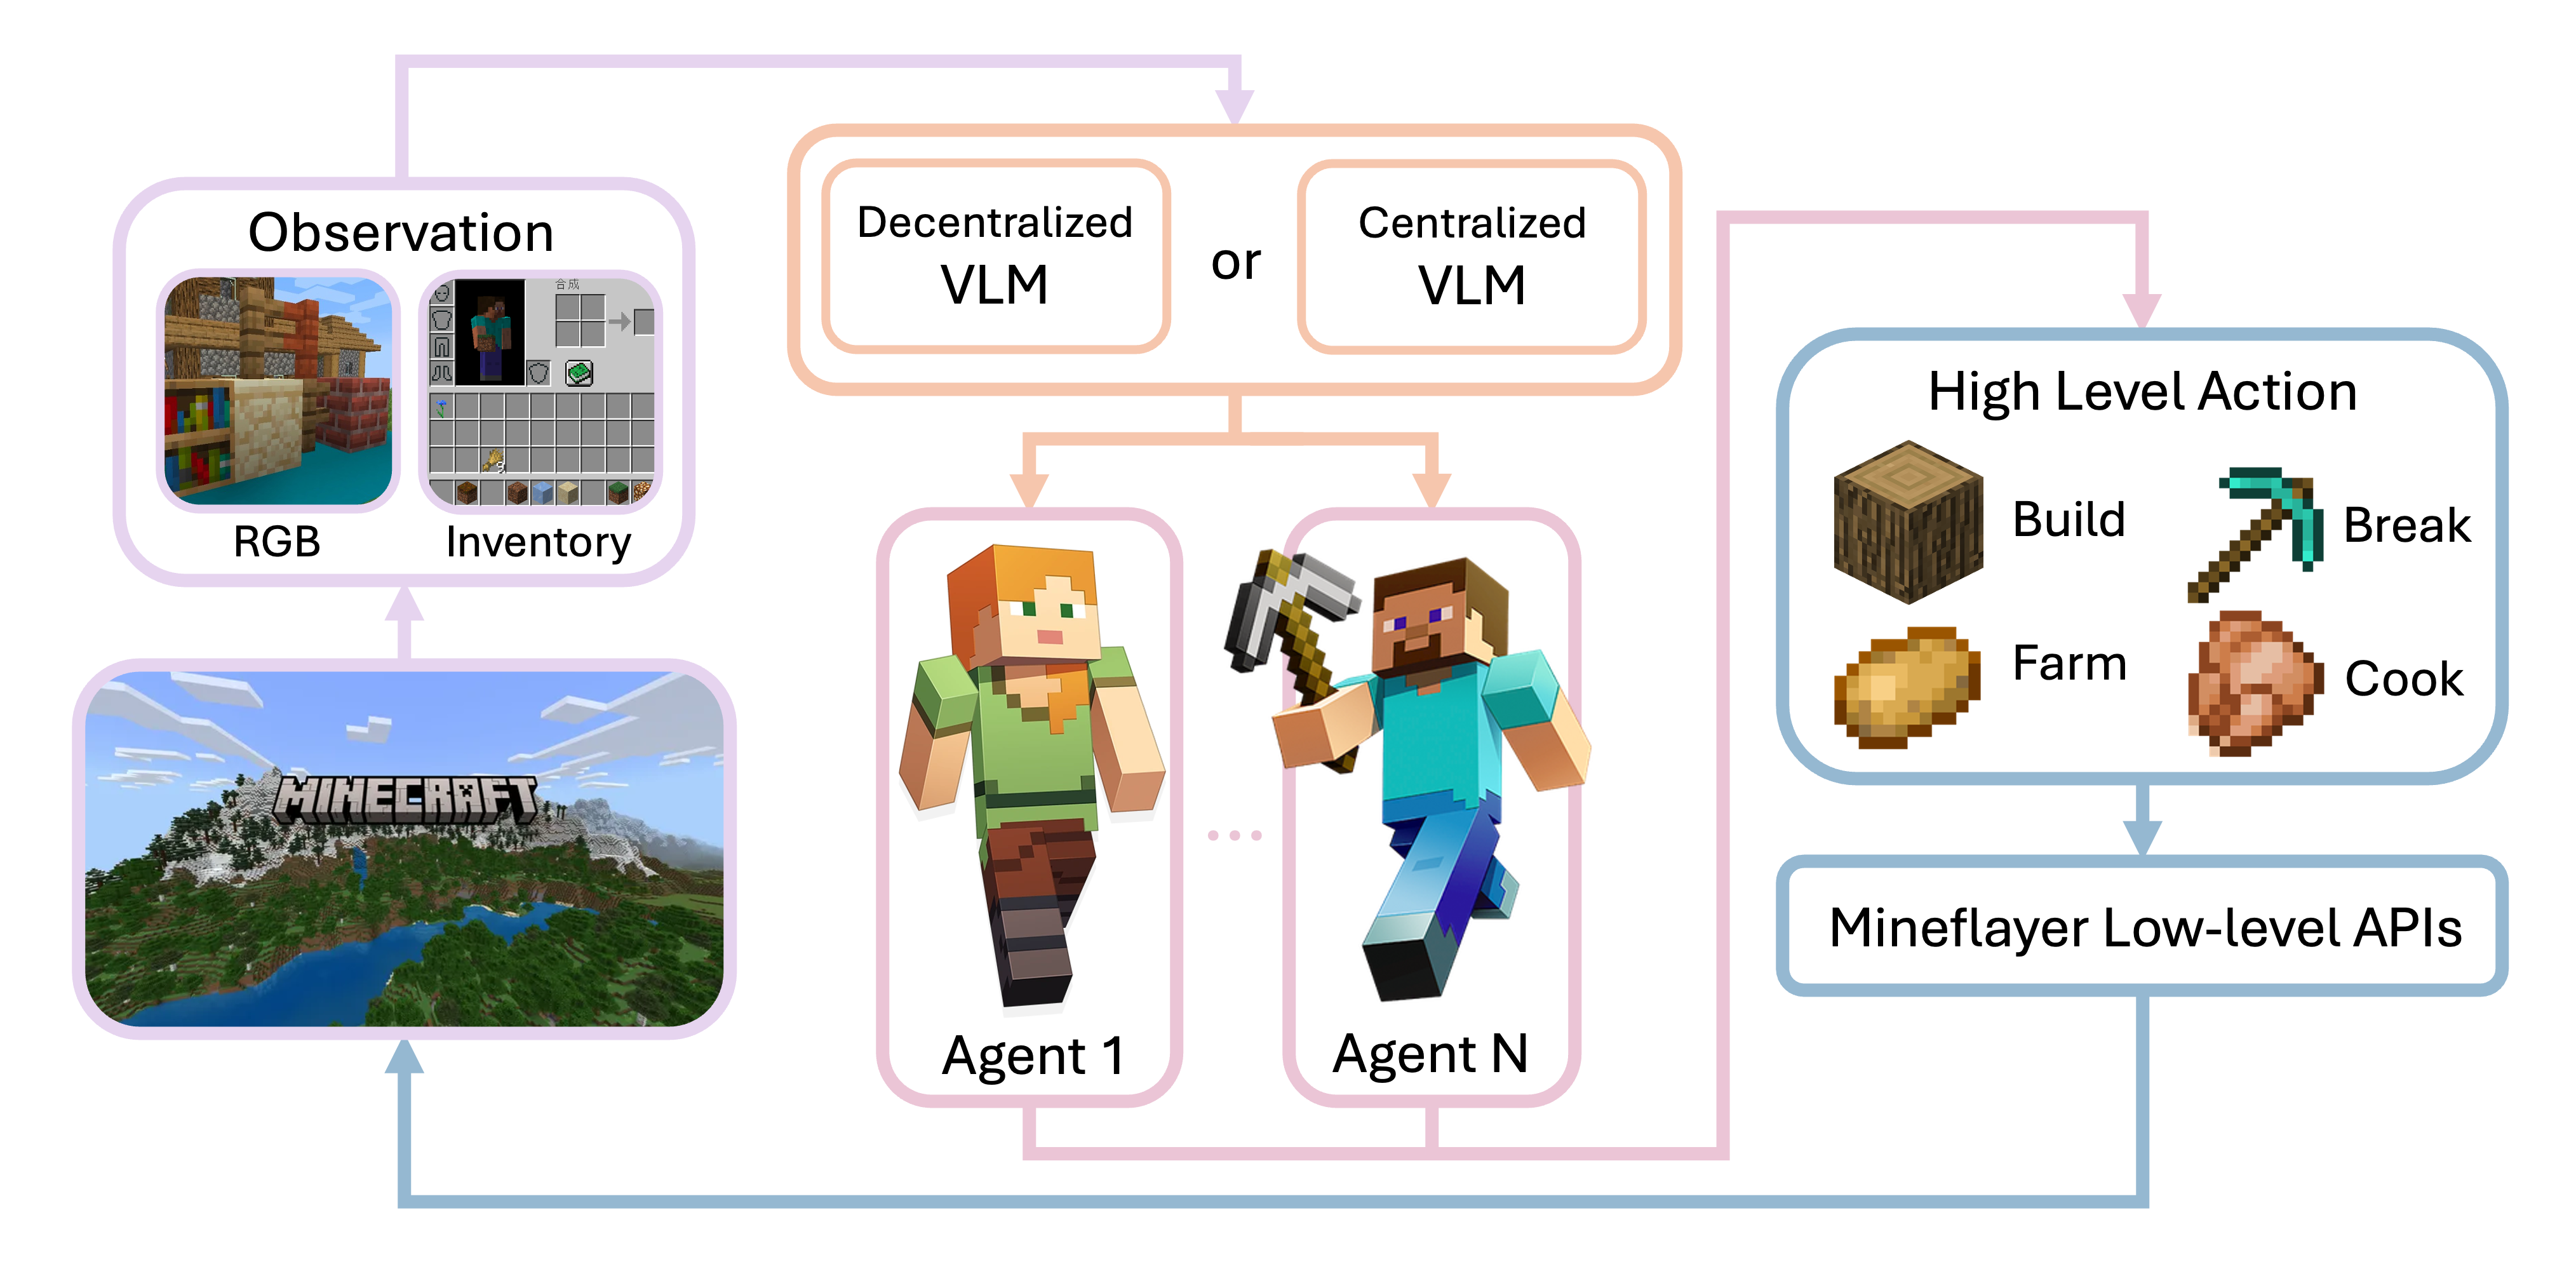 Observation
RGB
Inventory
合成
9
MINECRAFT
Decentralized
VLM
or
Centralized
VLM
Agent 1
...
Agent N
High Level Action
Build
Break
Farm
Cook
Mineflayer Low-level APIs